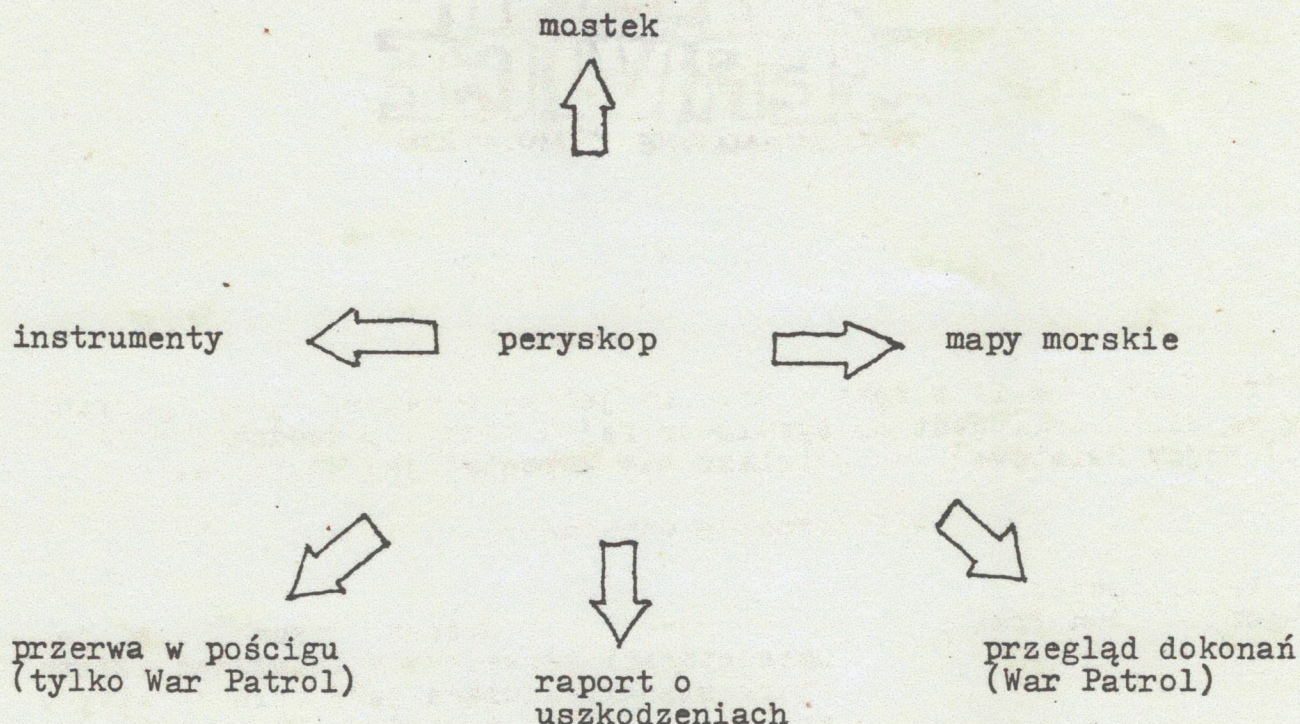 mostek
instrumenty
peryskop
mapy morskie
przerwa w pościgu
(tylko War Patrol)
raport o
uszkodzeniach
przegląd dokonań
(War Patrol)